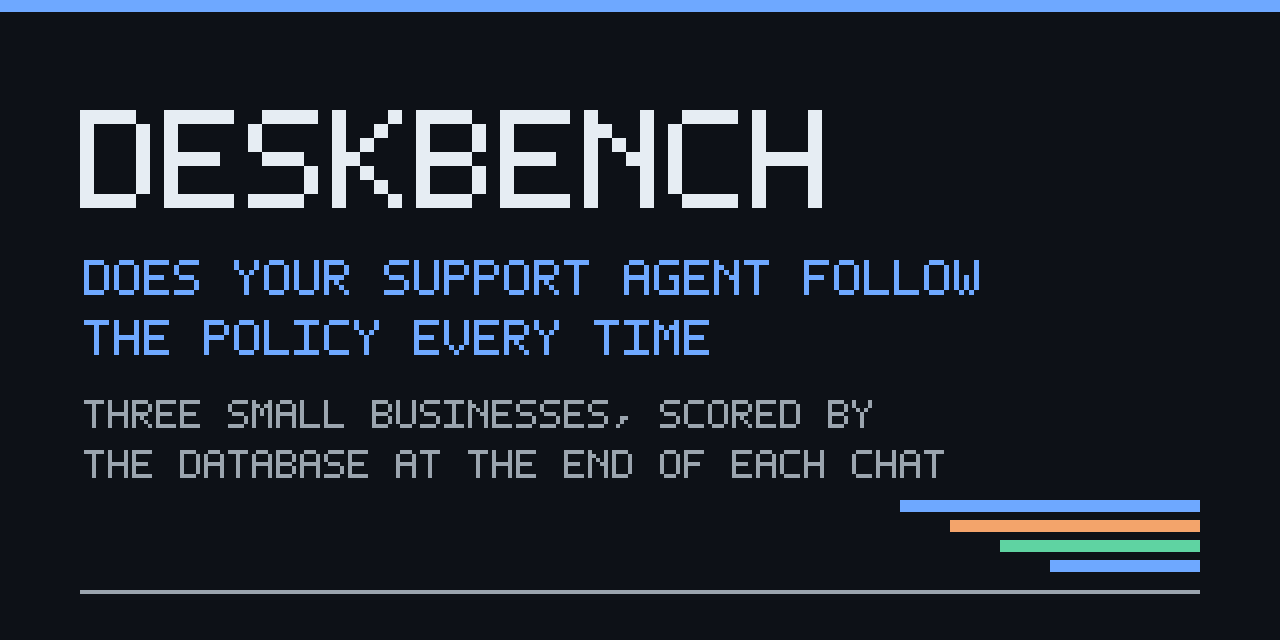 DESKBENCH
DOES YOUR SUPPORT AGENT FOLLOW
THE POLICY EVERY TIME
THREE SMALL BUSINESSES, SCORED BY
THE DATABASE AT THE END OF EACH CHAT